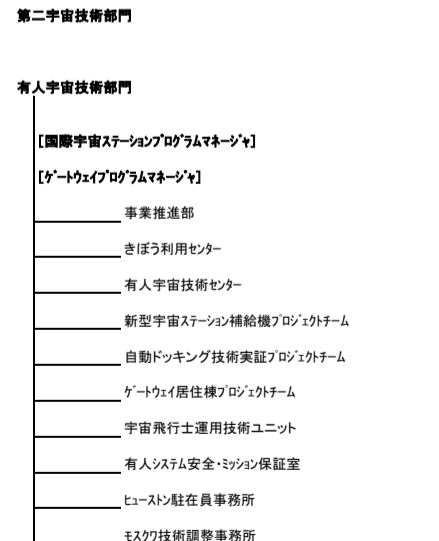 第二宇宙技術部門
有人宇宙技術部門
[国際宇宙ｽﾃｰｼｮﾝﾌﾟﾛｸﾞﾗﾑﾏﾈｰｼﾞｬ]
[ｹﾞｰﾄｳｪｲﾌﾟﾛｸﾞﾗﾑﾏﾈｰｼﾞｬ]
事業推進部
きぼう利用ｾﾝﾀｰ
有人宇宙技術ｾﾝﾀｰ
新型宇宙ｽﾃｰｼｮﾝ補給機ﾌﾟﾛｼﾞｪｸﾄﾁｰﾑ
自動ドッキング技術実証ﾌﾟﾛｼﾞｪｸﾄﾁｰﾑ
ｹﾞｰﾄｳｪｲ居住棟ﾌﾟﾛｼﾞｪｸﾄﾁｰﾑ
宇宙飛行士運用技術ユニット
有人ｼｽﾃﾑ安全･ﾐｯｼｮﾝ保証室
ﾋｭｰｽﾄﾝ駐在員事務所
ﾓｽｸﾜ技術調整事務所